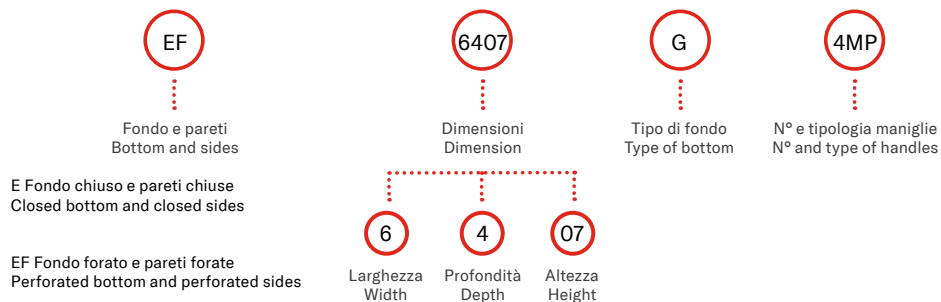 EF
6407
G
4MP
Fondo e pareti
Bottom and sides
Dimensioni
Dimension
Tipo di fondo
Type of bottom
N° e tipologia maniglie
N° and type of handles
E Fondo chiuso e pareti chiuse
Closed bottom and closed sides
6
4
07
EF Fondo forato e pareti forate
Perforated bottom and perforated sides
Larghezza
Width
Profondità
Depth
Altezza
Height